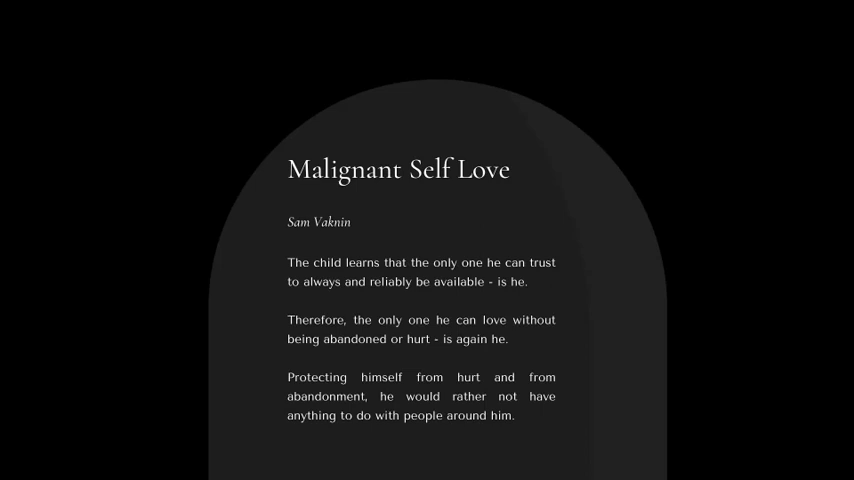 Malignant Self Love
Sam Vaknin
The child learns that the only one he can trust
to always and reliably be available - is he.
Therefore, the only one he can love without
being abandoned or hurt - is again he.
Protecting himself from hurt and from
abandonment, he would rather not have
anything to do with people around him.